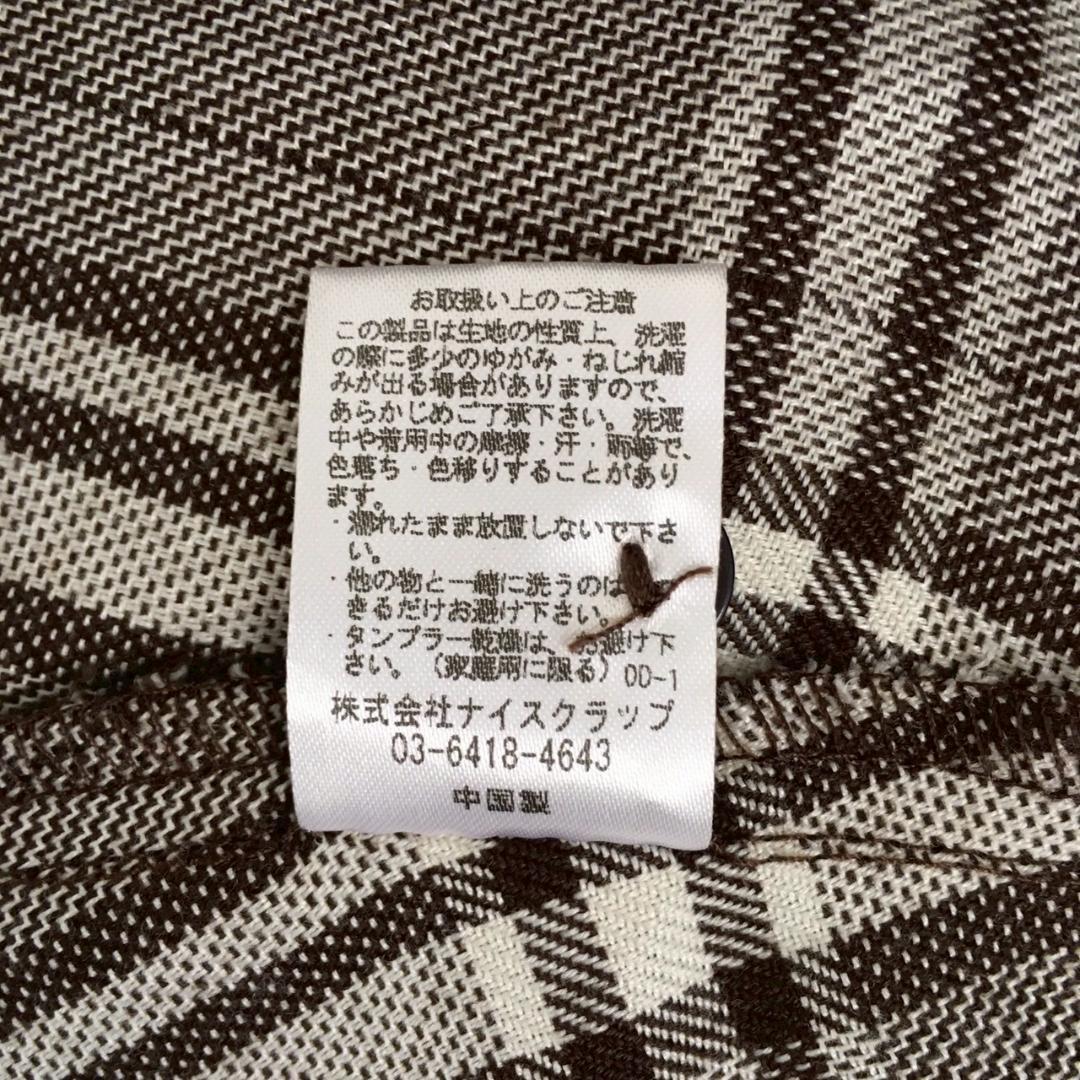 お取扱い上のご注意
この製品は生地の性質上、洗濯
の際に多少のゆがみ・ねじれ縮
みが出る場合がありますので、
あらかじめご了承下さい。洗濯
中や着用中の摩擦・汗・雨等で、
色落ち・色移りすることがあり
ます。
・濡れたまま放置しないで下さ
い。
・他の物と一緒に洗うのは
きるだけお避け下さい。
・タンブラー乾燥は、お避け下
さい。（家庭用に限る）DD-1
株式会社ナイスクラップ
03-6418-4643
中国製